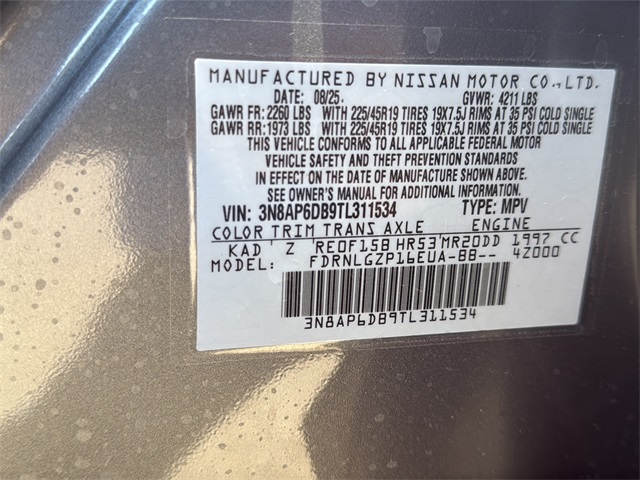 MANUFACTURED BY NISSAN MOTOR CO., LTD.
DATE: 08/25. GVWR: 4211 LBS
GAWR FR: 2260 LBS WITH 225/45R19 TIRES 19X7.5J RIMS AT 35 PSI COLD SINGLE
GAWR RR: 1973 LBS WITH 225/45R19 TIRES 19X7.5J RIMS AT 35 PSI COLD SINGLE
THIS VEHICLE CONFORMS TO ALL APPLICABLE FEDERAL MOTOR
VEHICLE SAFETY AND THEFT PREVENTION STANDARDS
IN EFFECT ON THE DATE OF MANUFACTURE SHOWN ABOVE.
SEE OWNER'S MANUAL FOR ADDITIONAL INFORMATION.
VIN: 3N8AP6DB9TL311534 TYPE: MPV
COLOR TRIM TRANS AXLE ENGINE
KAD Z RE0F15B HR53 MR20DD 1997 CC
MODEL: FDRNLGZP16EUA-BB-- 4Z000
3N8AP6DB9TL311534